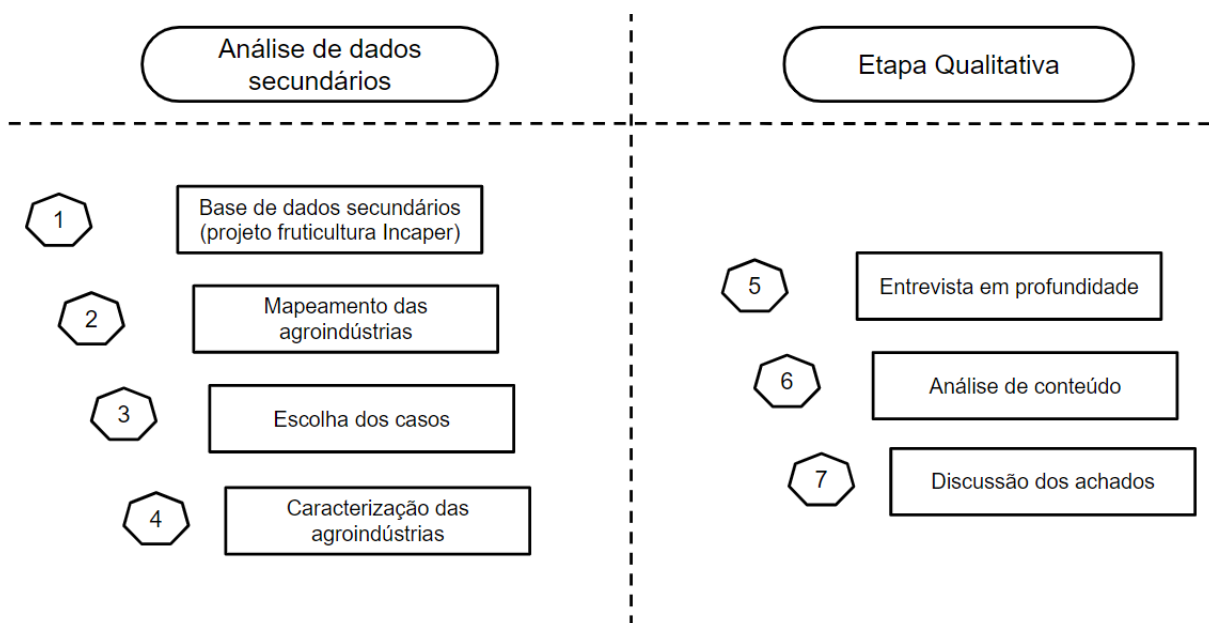 Análise de dados
secundários
1
Base de dados secundários
(projeto fruticultura Incaper)
2
Mapeamento das
agroindústrias
3
Escolha dos casos
4
Caracterização das
agroindústrias
Etapa Qualitativa
5
Entrevista em profundidade
6
Análise de conteúdo
7
Discussão dos achados